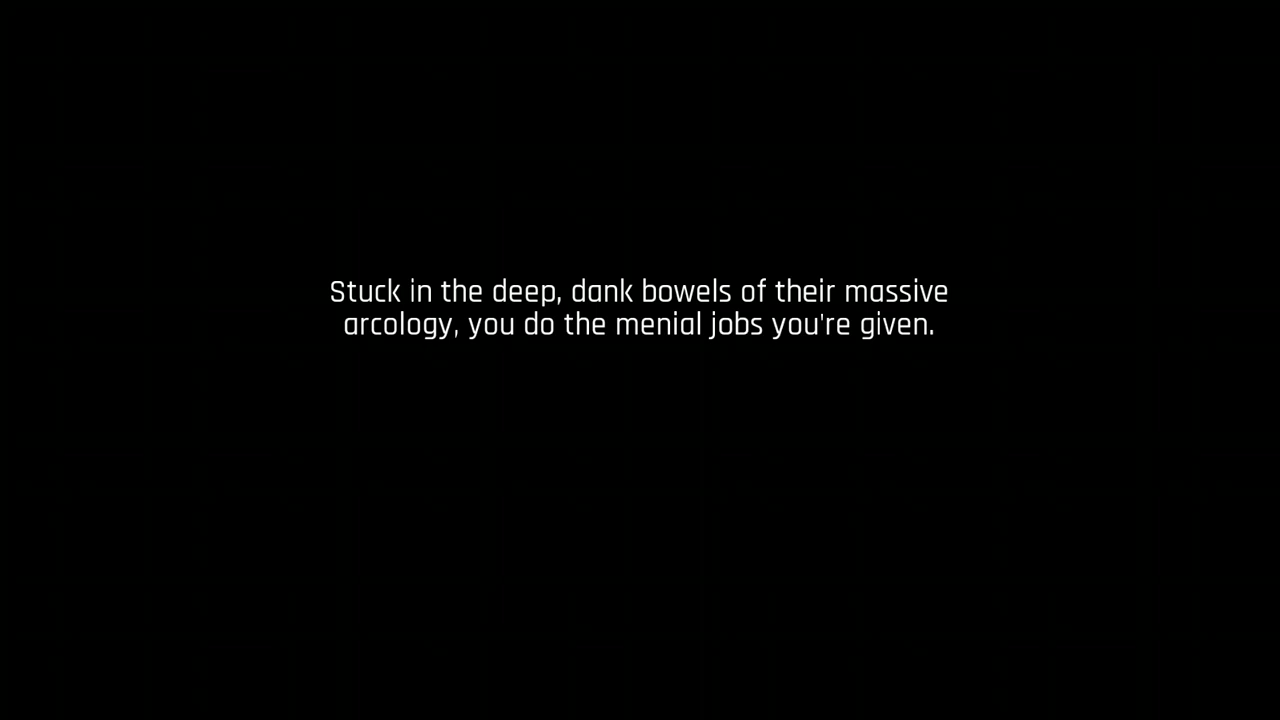 Stuck in the deep, dank bowels of their massive
arcology, you do the menial jobs you're given.